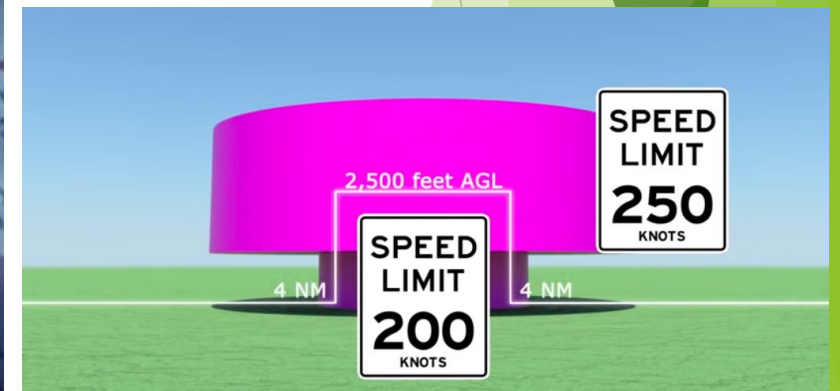 2,500 feet AGL
SPEED
LIMIT
250
KNOTS
4 NM
SPEED
LIMIT
200
KNOTS
4 NM